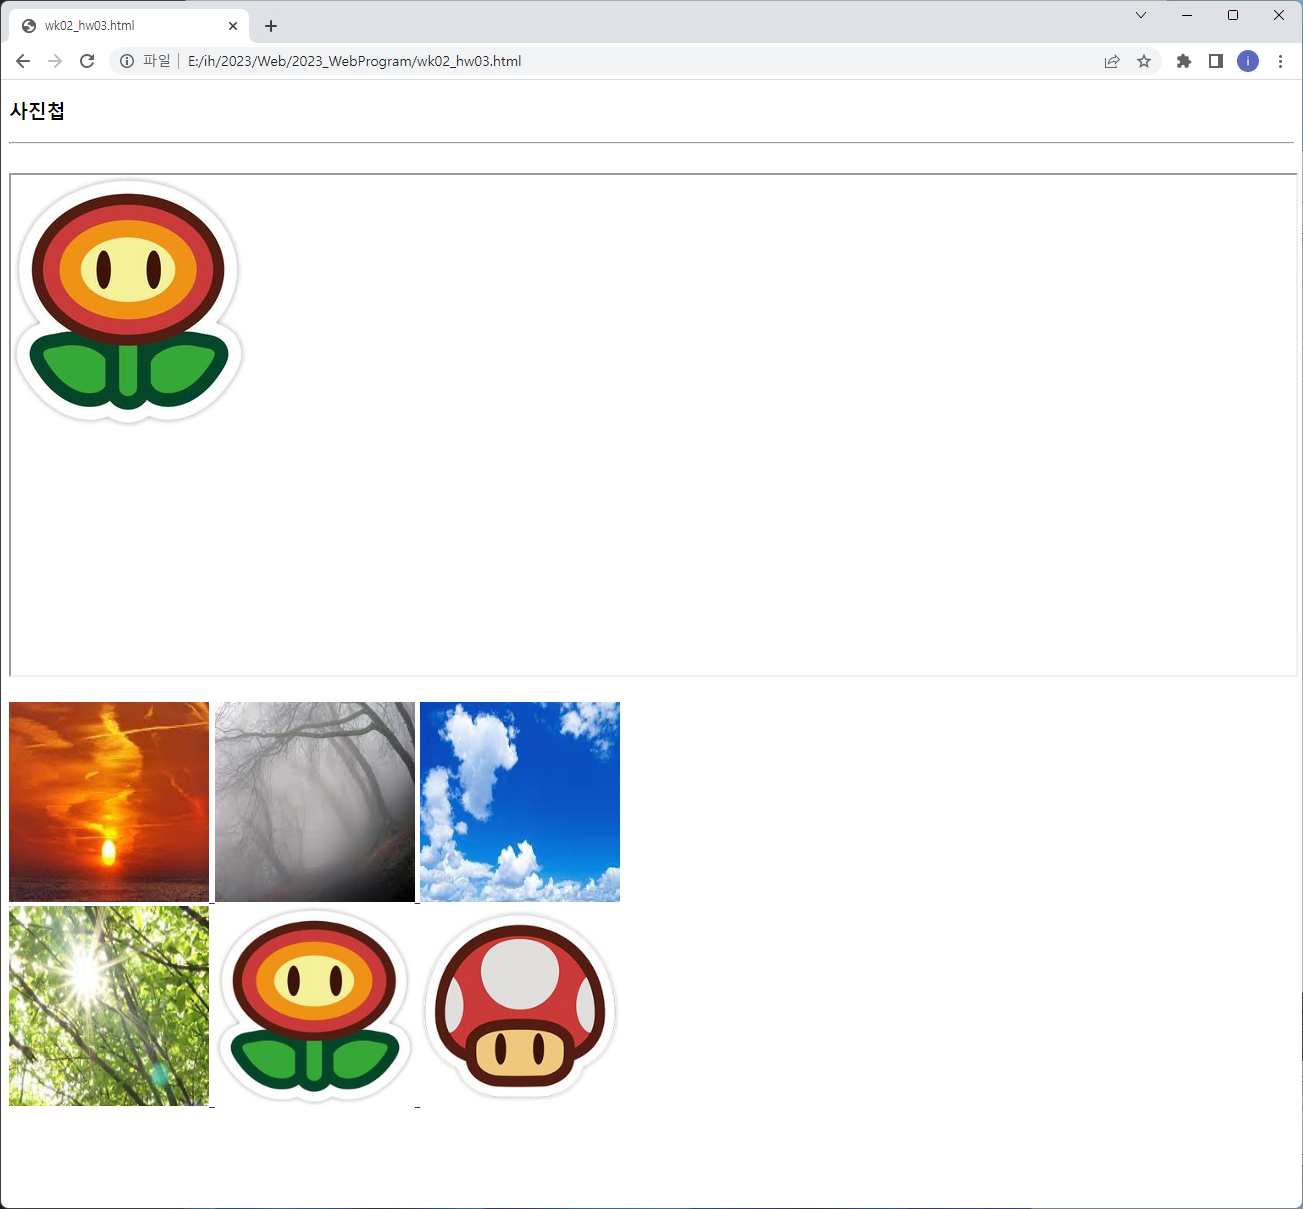 wk02_hw03.html
파일 E:/ih/2023/Web/2023_WebProgram/wk02_hw03.html
i
사진첩